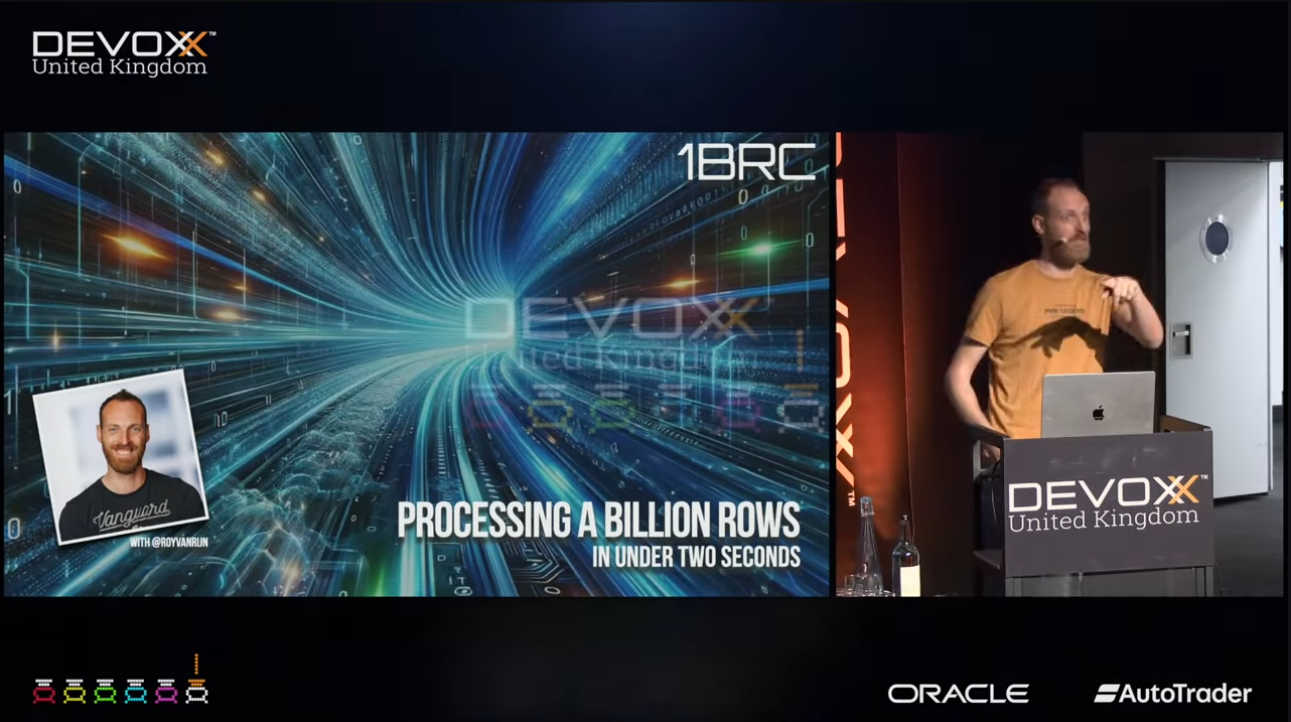 DEVOXX™
United Kingdom
1BRC
DEVOXX
United Kingdom
Vanguard
WITH @ROYVANRIJN
PROCESSING A BILLION ROWS
IN UNDER TWO SECONDS
DEVOXX™
United Kingdom
ORACLE
AutoTrader